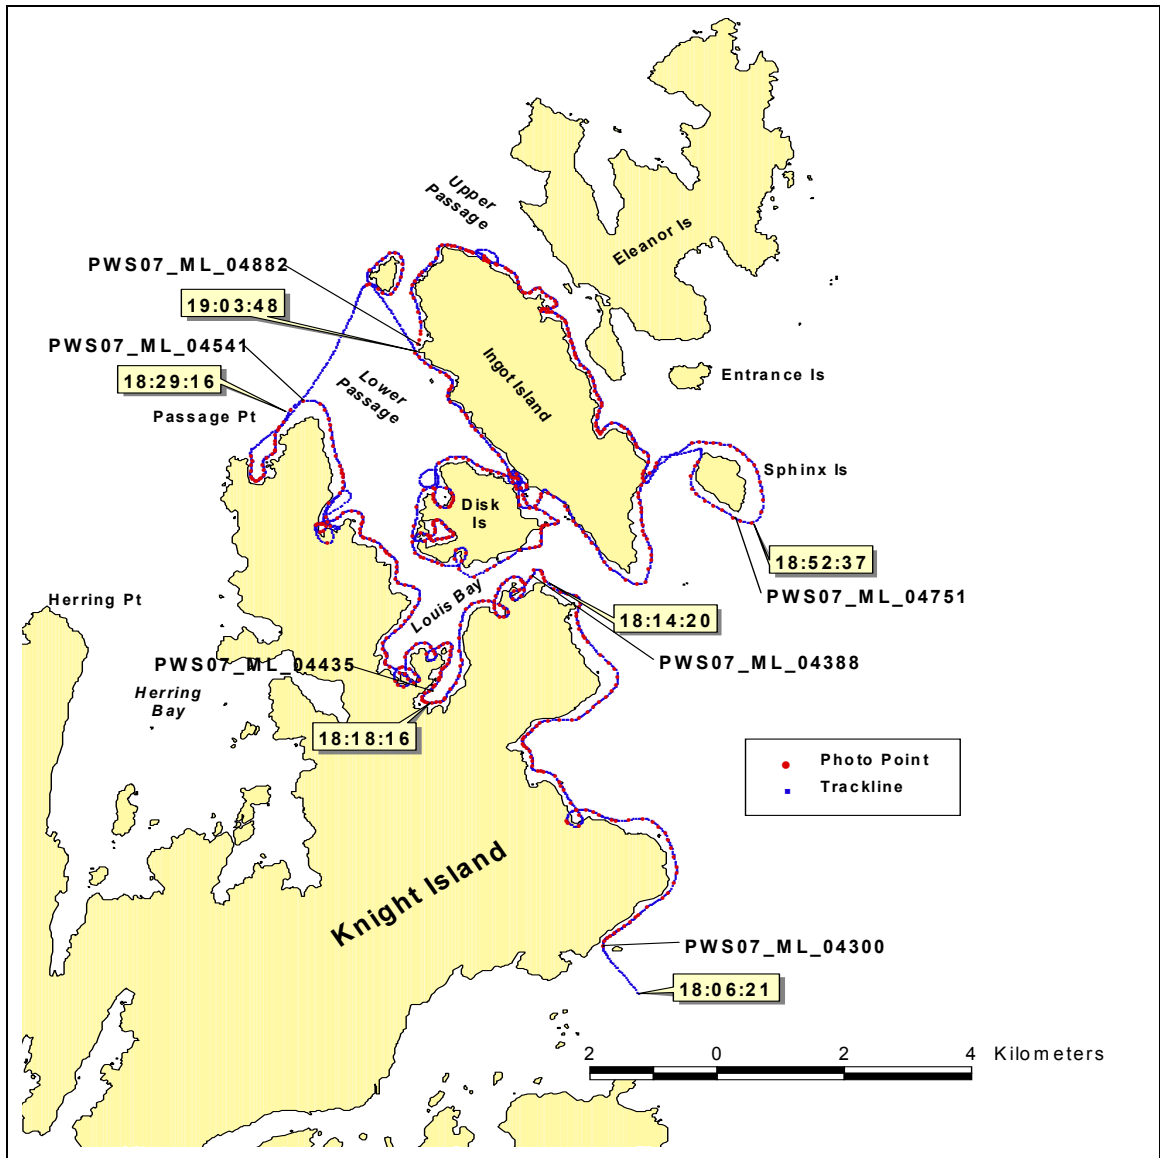 Upper
Passage
Eleanor Is
PWS07_ML_04882
19:03:48
PWS07_ML_04541
18:29:16
Passage Pt
Lower
Passage
Ingot Island
Entrance Is
Sphinx Is
Disk
Is
18:52:37
PWS07_ML_04751
Herring Pt
Louis Bay
18:14:20
PWS07_ML_04388
PWS07_ML_04435
Herring
Bay
18:18:16
Photo Point
Trackline
Knight Island
PWS07_ML_04300
18:06:21
2 0 2 4 Kilometers